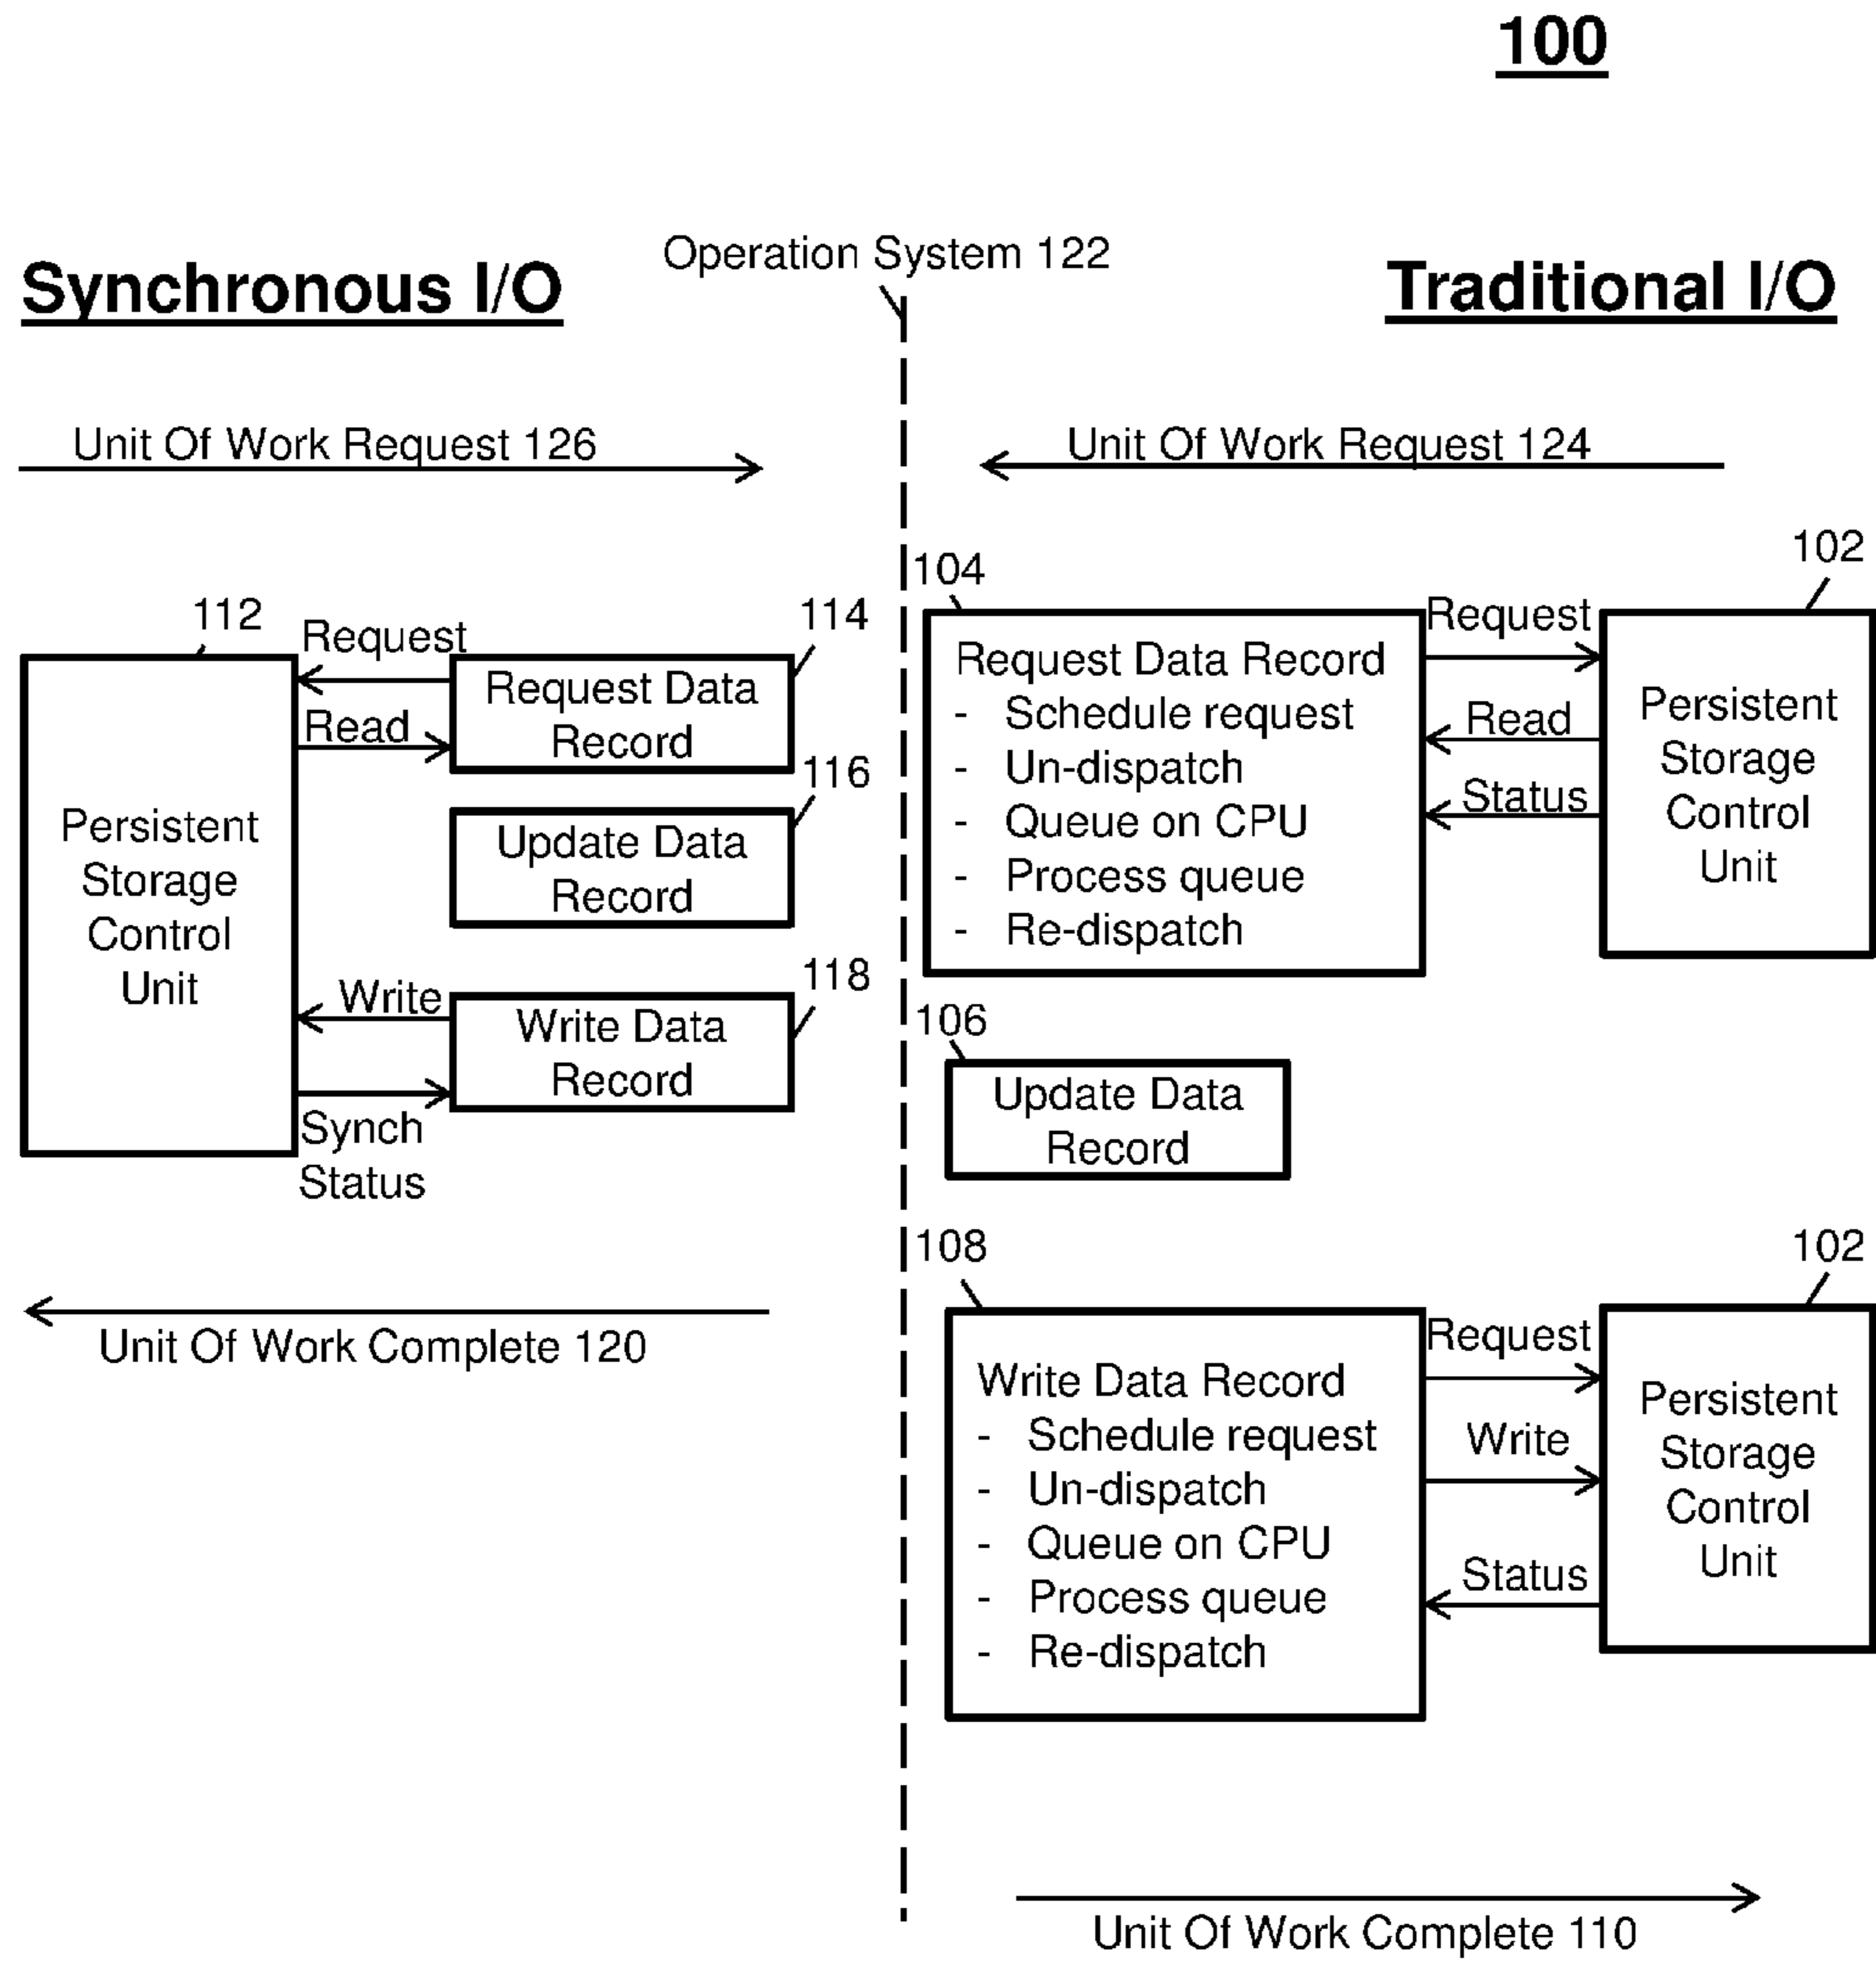 100
Operation System 122
Synchronous I/O
Traditional I/O
Unit Of Work Request 126
Unit Of Work Request 124
112
Request
114
Request Data
Record
Read
Persistent
Storage
Control
Unit
116
Update Data
Record
118
Write
Write Data
Record
Synch
Status
Unit Of Work Complete 120
104
Request Data Record
- Schedule request
- Un-dispatch
- Queue on CPU
- Process queue
- Re-dispatch
Request
Read
Status
102
Persistent
Storage
Control
Unit
106
Update Data
Record
108
Write Data Record
- Schedule request
- Un-dispatch
- Queue on CPU
- Process queue
- Re-dispatch
Request
Write
Status
102
Persistent
Storage
Control
Unit
Unit Of Work Complete 110